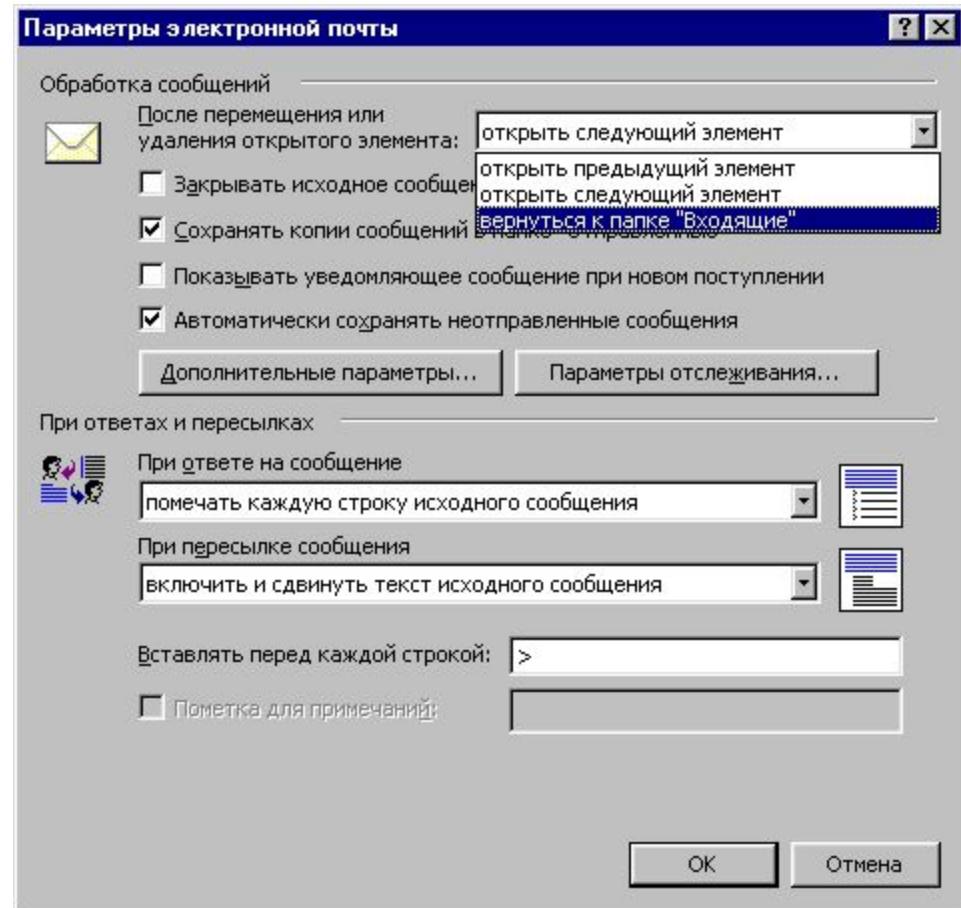 Параметры электронной почты
Обработка сообщений
После перемещения или
удаления открытого элемента:
открыть следующий элемент
открыть предыдущий элемент
открыть следующий элемент
вернуться к папке "Входящие"
Закрывать исходное сообще
Сохранять копии сообщений в папке
Показывать уведомляющее сообщение при новом поступлении
Автоматически сохранять неотправленные сообщения
Дополнительные параметры...
Параметры отслеживания...
При ответах и пересылках
При ответе на сообщение
помечать каждую строку исходного сообщения
При пересылке сообщения
включить и сдвинуть текст исходного сообщения
Вставлять перед каждой строкой:
>
Пометка для примечаний:
OK
Отмена